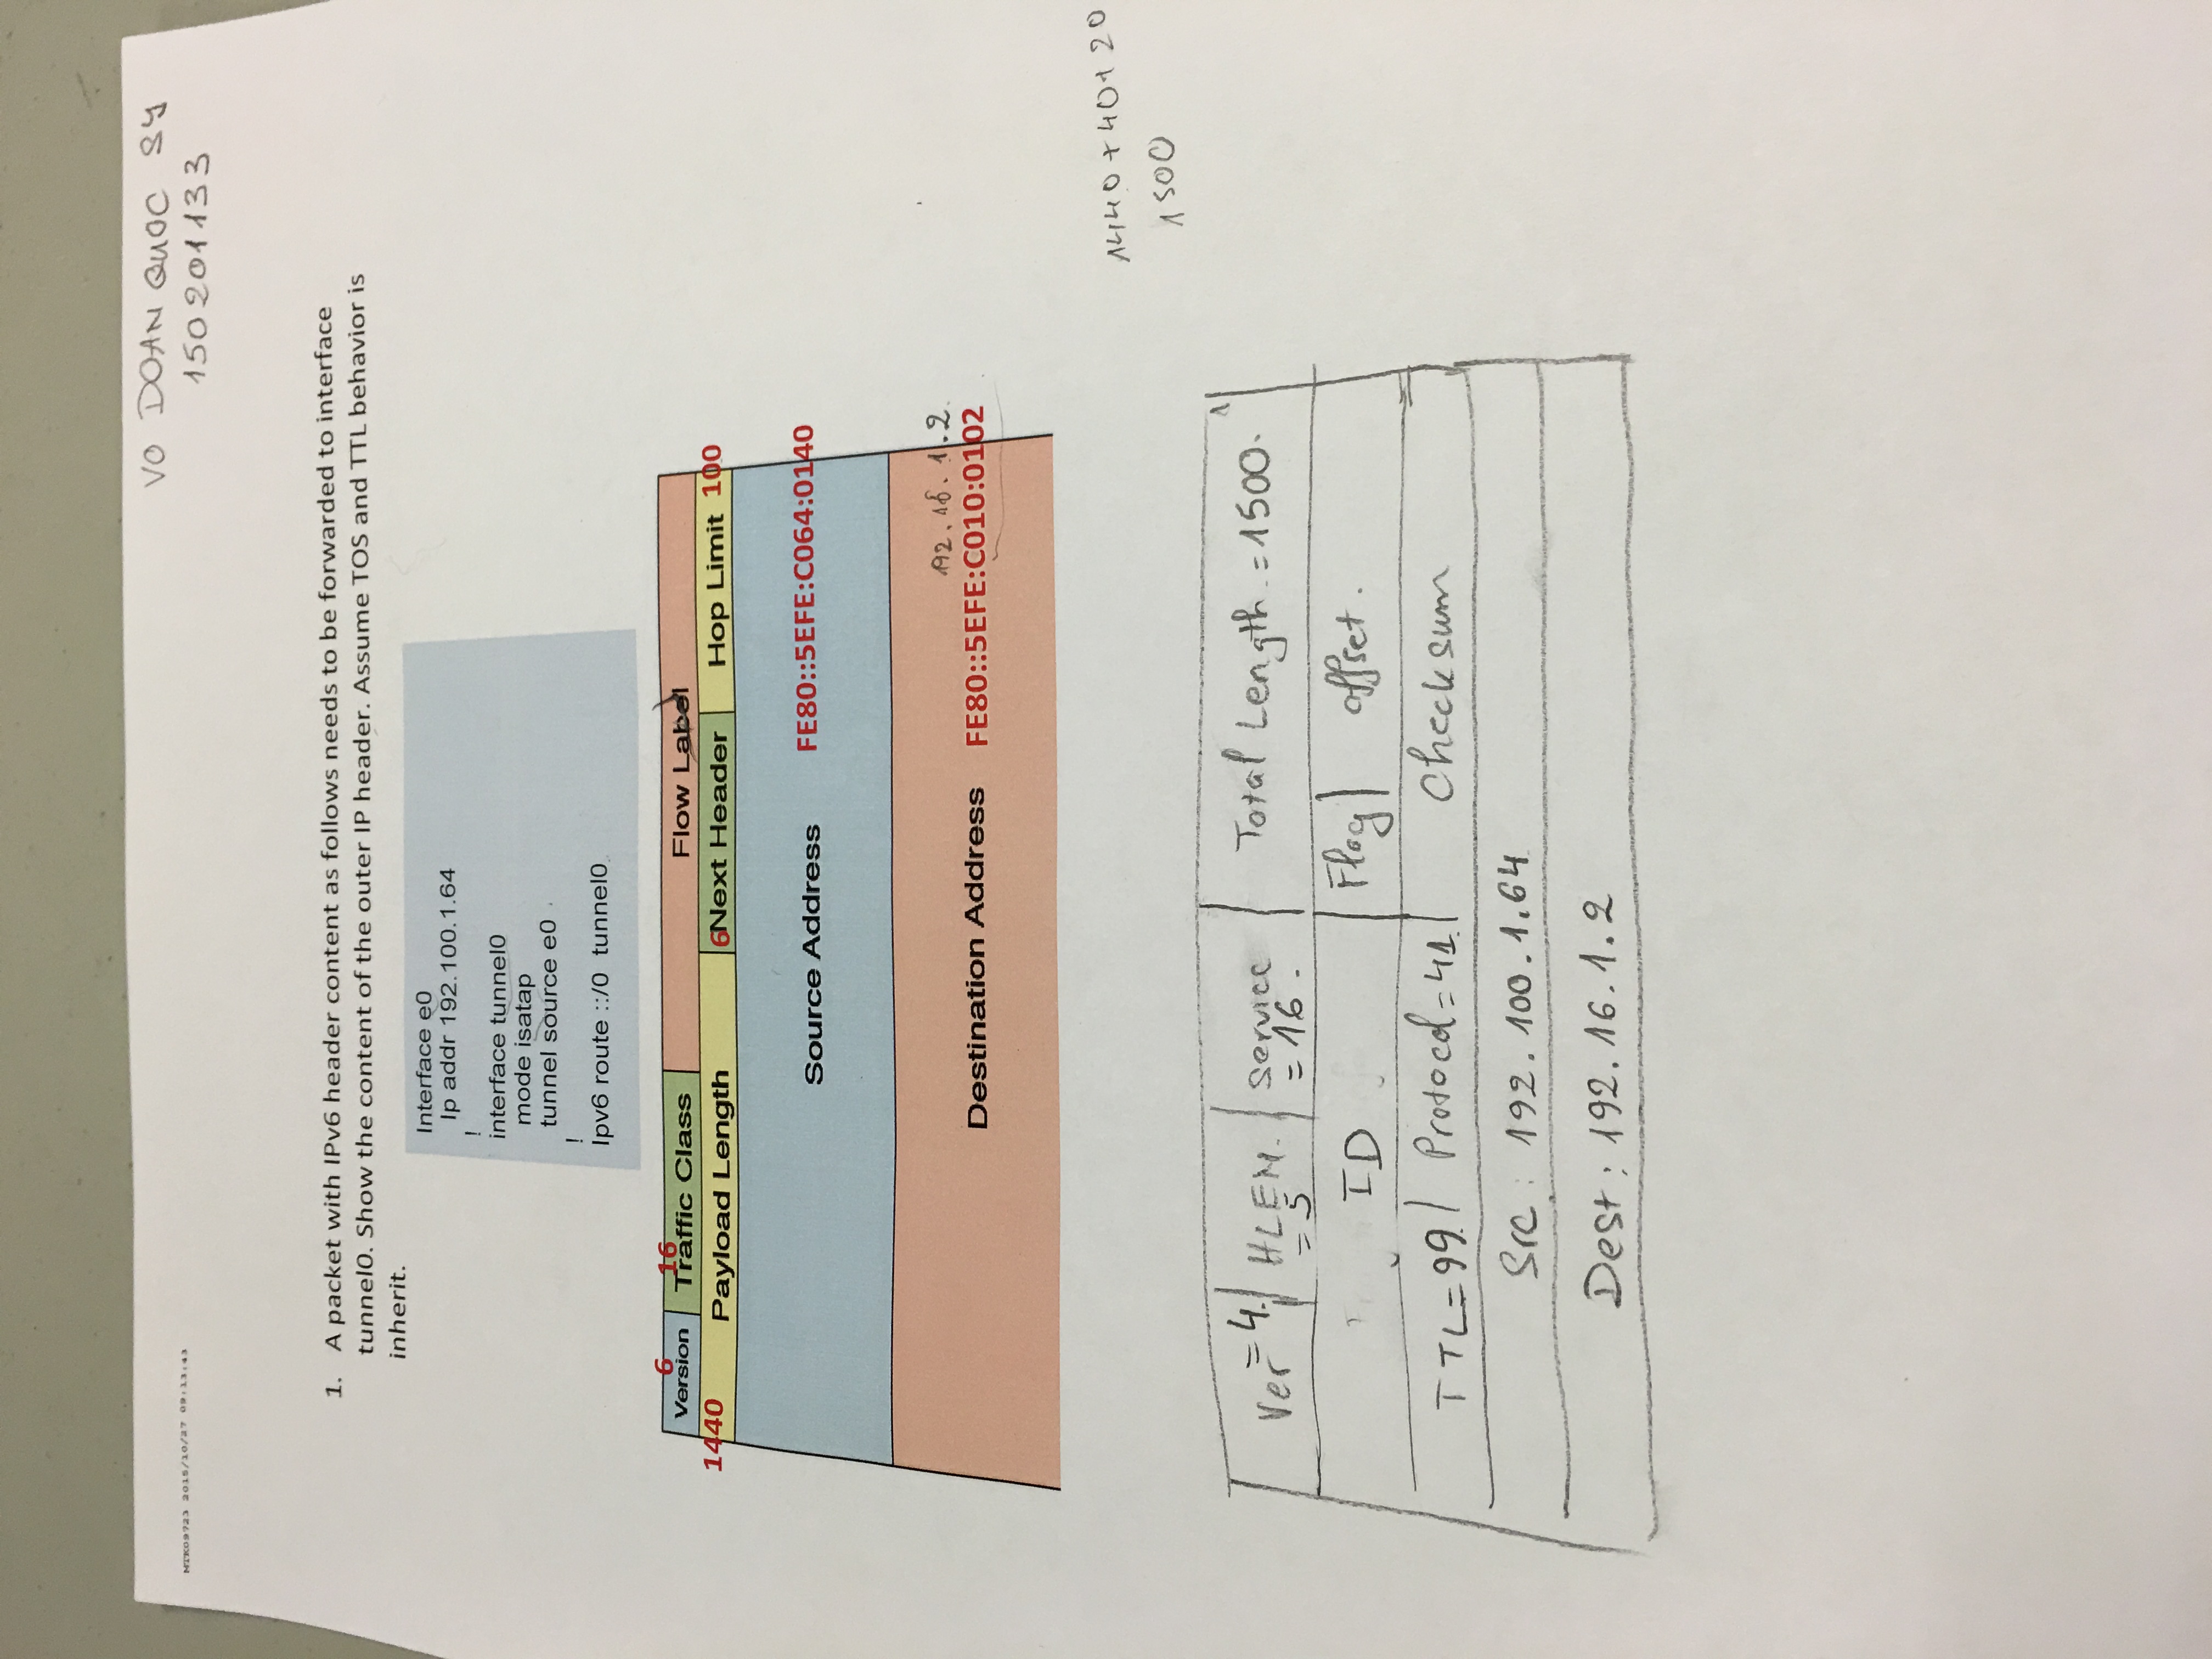 VO DOAN QUOC SY
150201133
MTK09723 2015/10/27 09:13:43
1. A packet with IPv6 header content as follows needs to be forwarded to interface
tunnel0. Show the content of the outer IP header. Assume TOS and TTL behavior is
inherit.
Interface e0
Ip addr 192.100.1.64
!
interface tunnel0
mode isatap
tunnel source e0
!
Ipv6 route ::/0 tunnel0
6 16
Version Traffic Class Flow Label
1440 Payload Length 6 Next Header Hop Limit 100
Source Address FE80::5EFE:C064:0140
192.16.1.2.
Destination Address FE80::5EFE:C010:0102
1440+40+20
1500
Ver =4. HLEN. =5 Service =16. Total Length =1500.
ID Flag offset.
TTL=99. Protocol=41. Checksum
Src: 192.100.1.64
Dest: 192.16.1.2